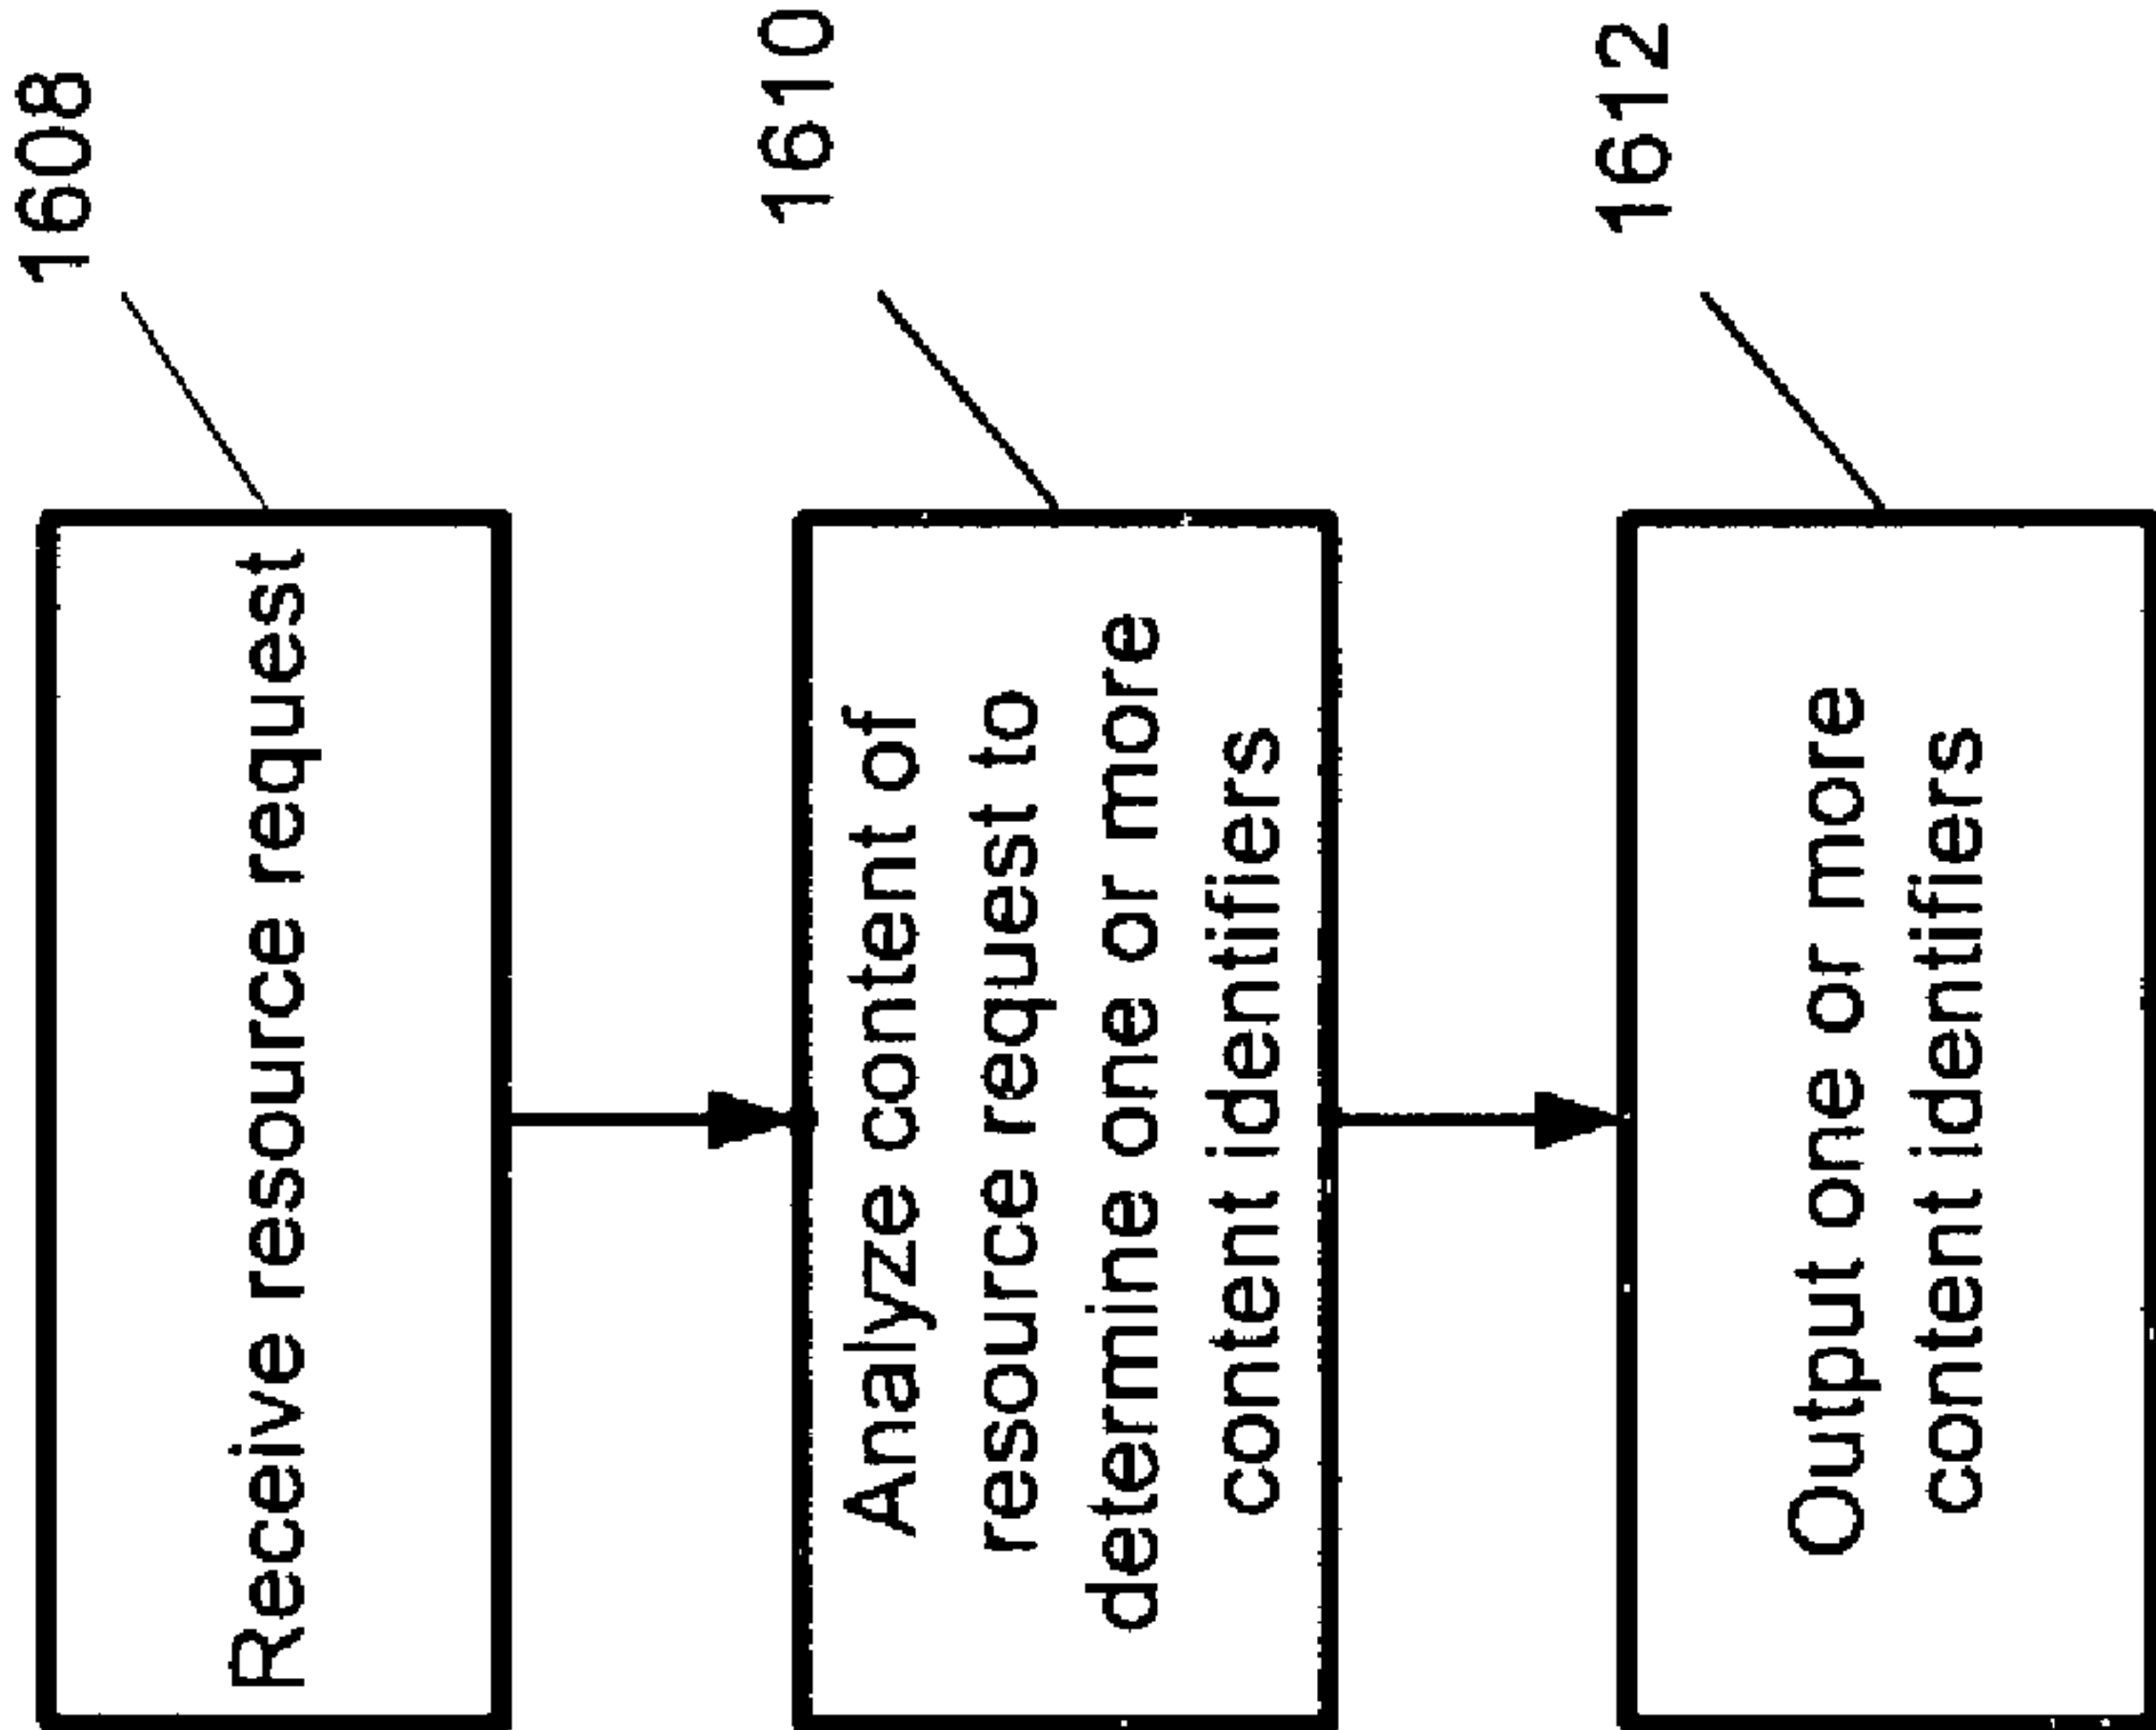 1608
Receive resource request
1610
Analyze content of
resource request to
determine one or more
content identifiers
1612
Output one or more
content identifiers